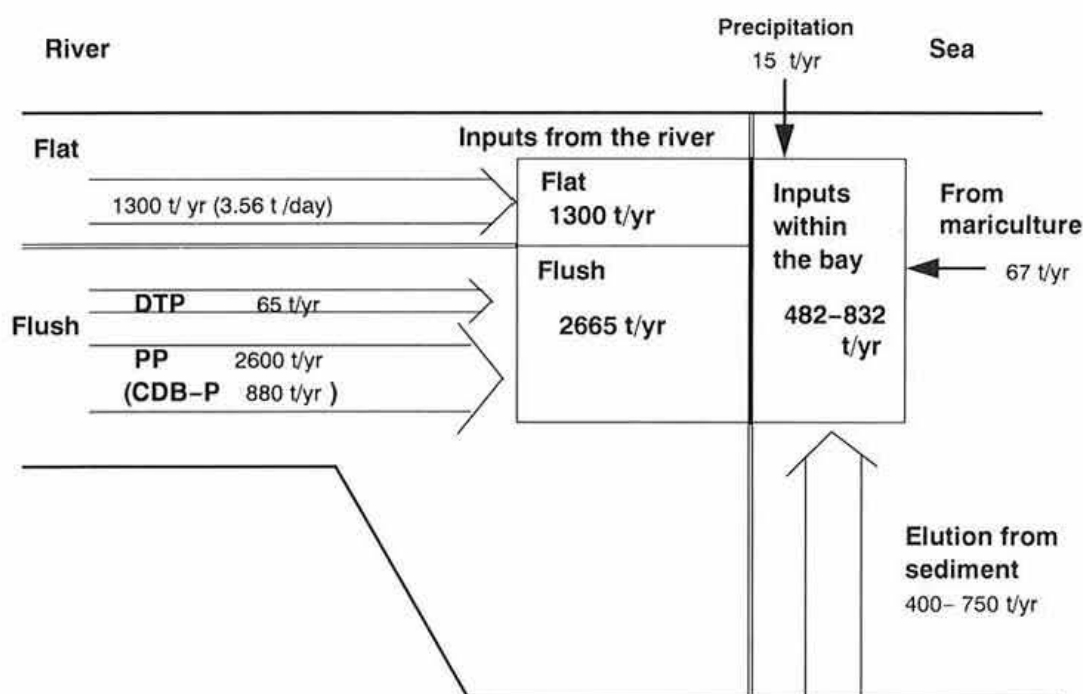 River
Precipitation
15 t/yr
Sea
Flat
Inputs from the river
1300 t/ yr (3.56 t /day)
Flat
1300 t/yr
Inputs
within
the bay
482–832
t/yr
From
mariculture
67 t/yr
Flush
DTP 65 t/yr
PP 2600 t/yr
(CDB–P 880 t/yr )
Flush
2665 t/yr
Elution from
sediment
400– 750 t/yr